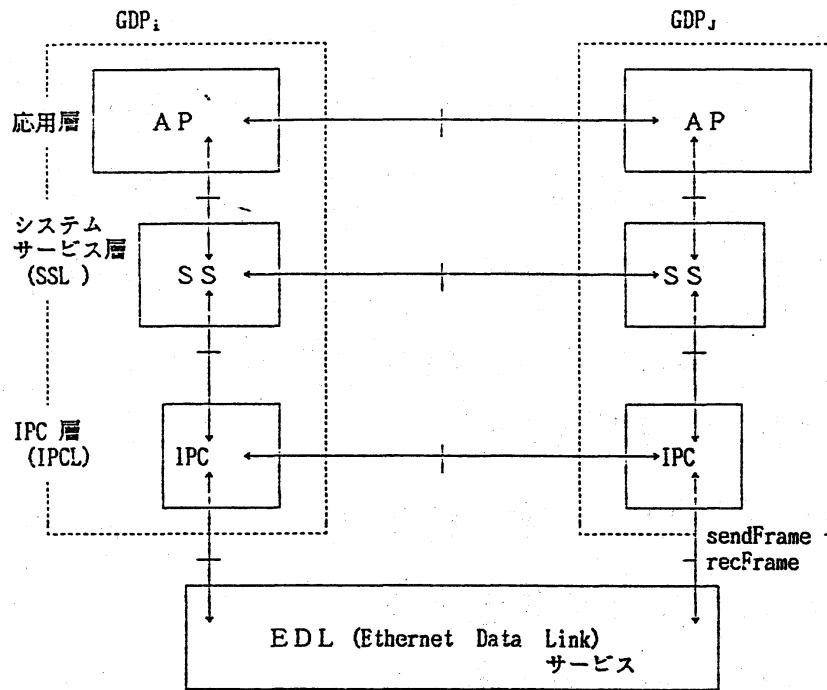 GDPi GDPJ
応用層 AP AP
システム
サービス層
(SSL) SS SS
IPC 層
(IPCL) IPC IPC
sendFrame
recFrame
EDL (Ethernet Data Link)
サービス